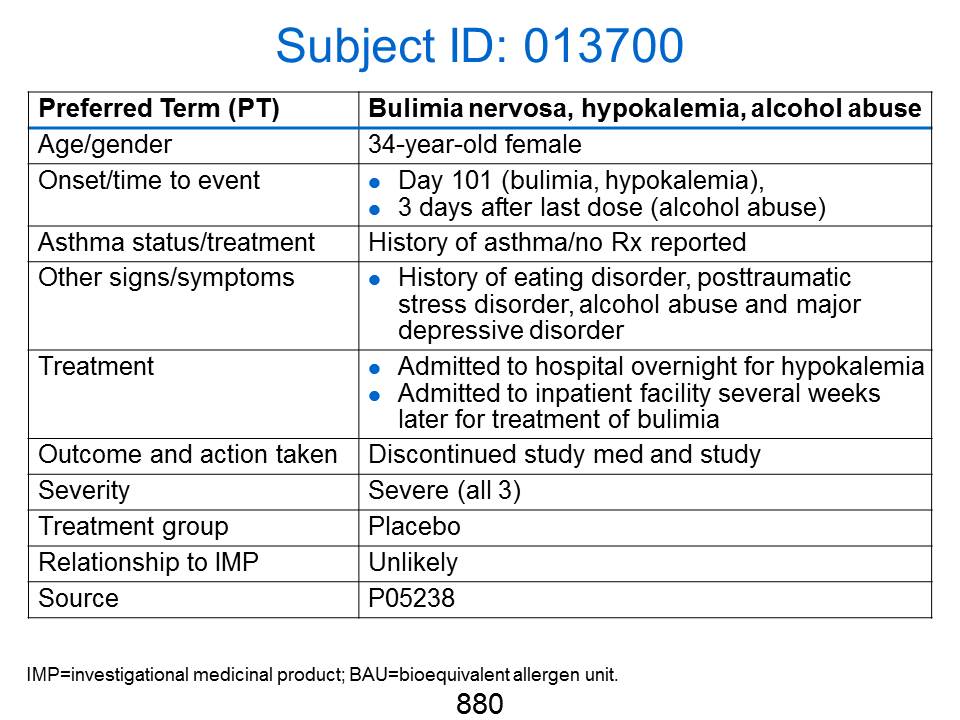 Subject ID: 013700
Preferred Term (PT) Bulimia nervosa, hypokalemia, alcohol abuse
Age/gender 34-year-old female
Onset/time to event ● Day 101 (bulimia, hypokalemia),
● 3 days after last dose (alcohol abuse)
Asthma status/treatment History of asthma/no Rx reported
Other signs/symptoms ● History of eating disorder, posttraumatic
stress disorder, alcohol abuse and major
depressive disorder
Treatment ● Admitted to hospital overnight for hypokalemia
● Admitted to inpatient facility several weeks
later for treatment of bulimia
Outcome and action taken Discontinued study med and study
Severity Severe (all 3)
Treatment group Placebo
Relationship to IMP Unlikely
Source P05238
IMP=investigational medicinal product; BAU=bioequivalent allergen unit.
880